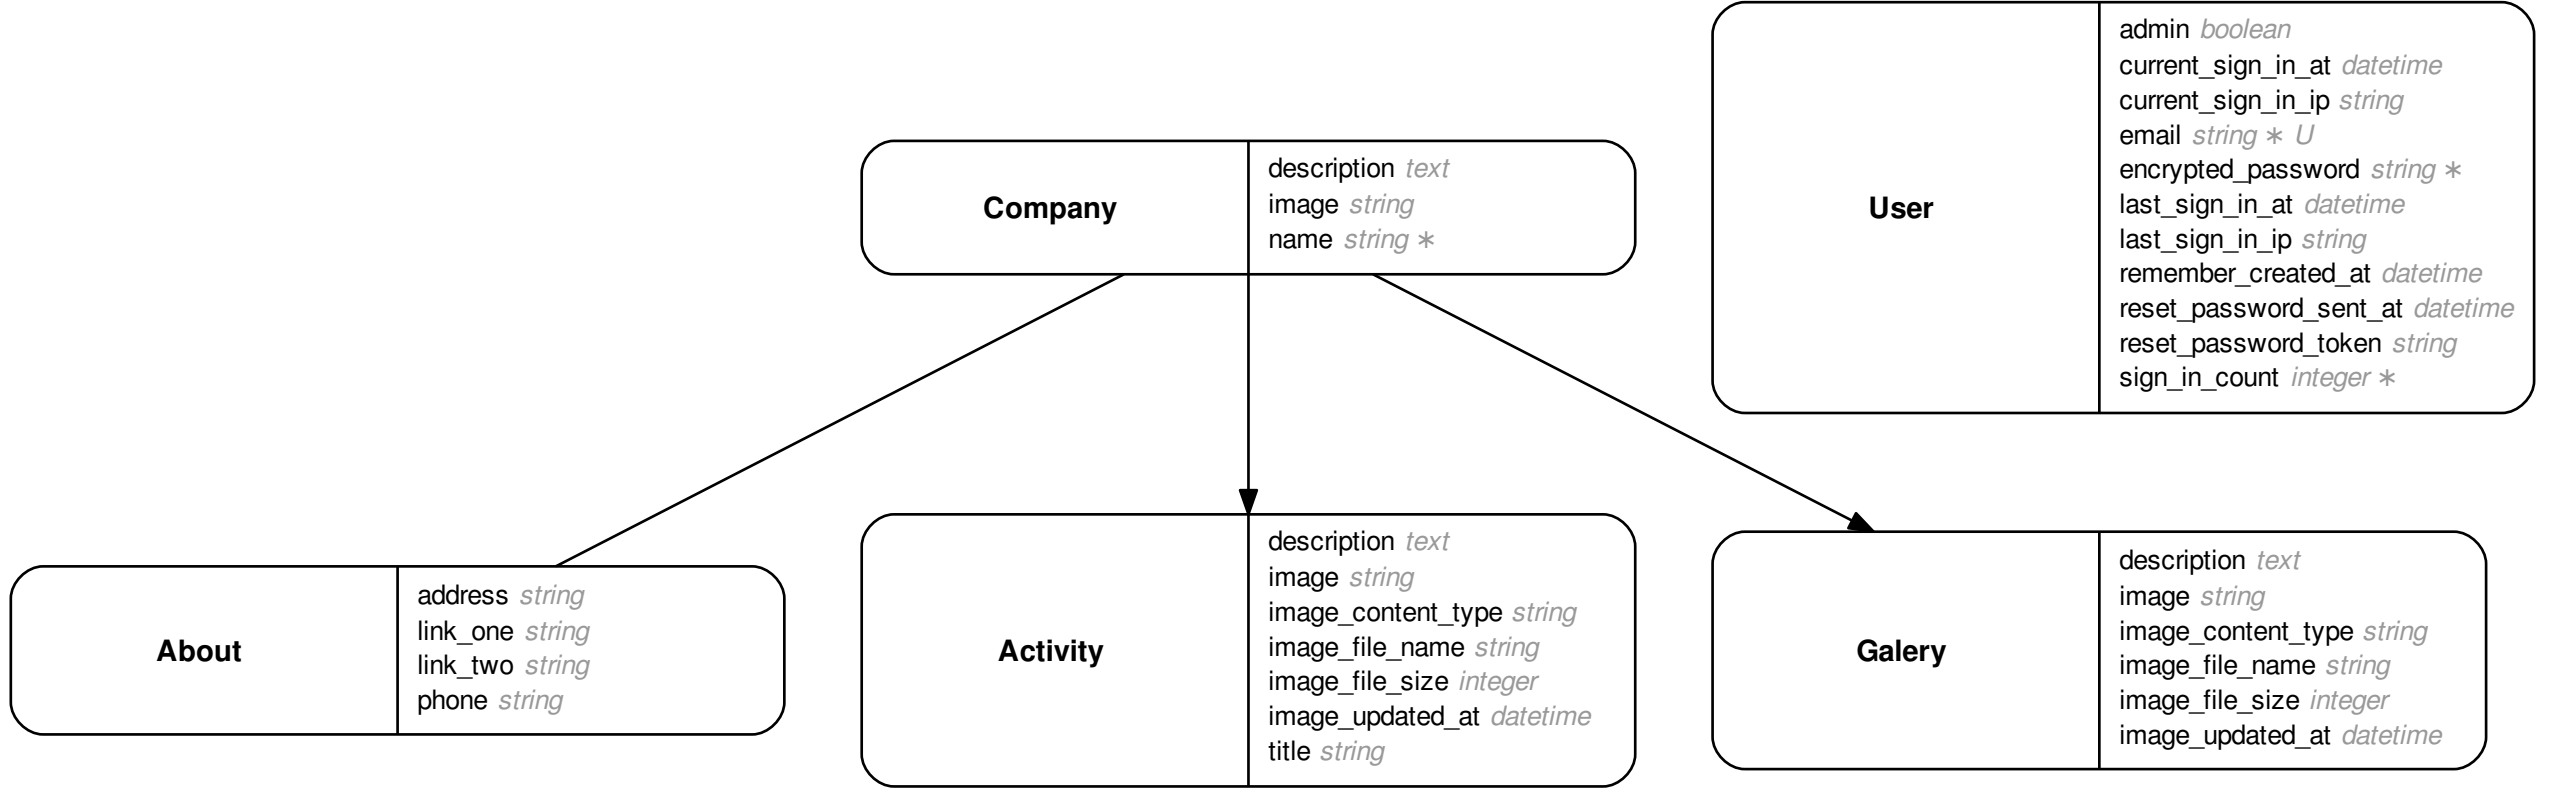 Company
description text
image string
name string ∗
User
admin boolean
current_sign_in_at datetime
current_sign_in_ip string
email string ∗ U
encrypted_password string ∗
last_sign_in_at datetime
last_sign_in_ip string
remember_created_at datetime
reset_password_sent_at datetime
reset_password_token string
sign_in_count integer ∗
About
address string
link_one string
link_two string
phone string
Activity
description text
image string
image_content_type string
image_file_name string
image_file_size integer
image_updated_at datetime
title string
Galery
description text
image string
image_content_type string
image_file_name string
image_file_size integer
image_updated_at datetime